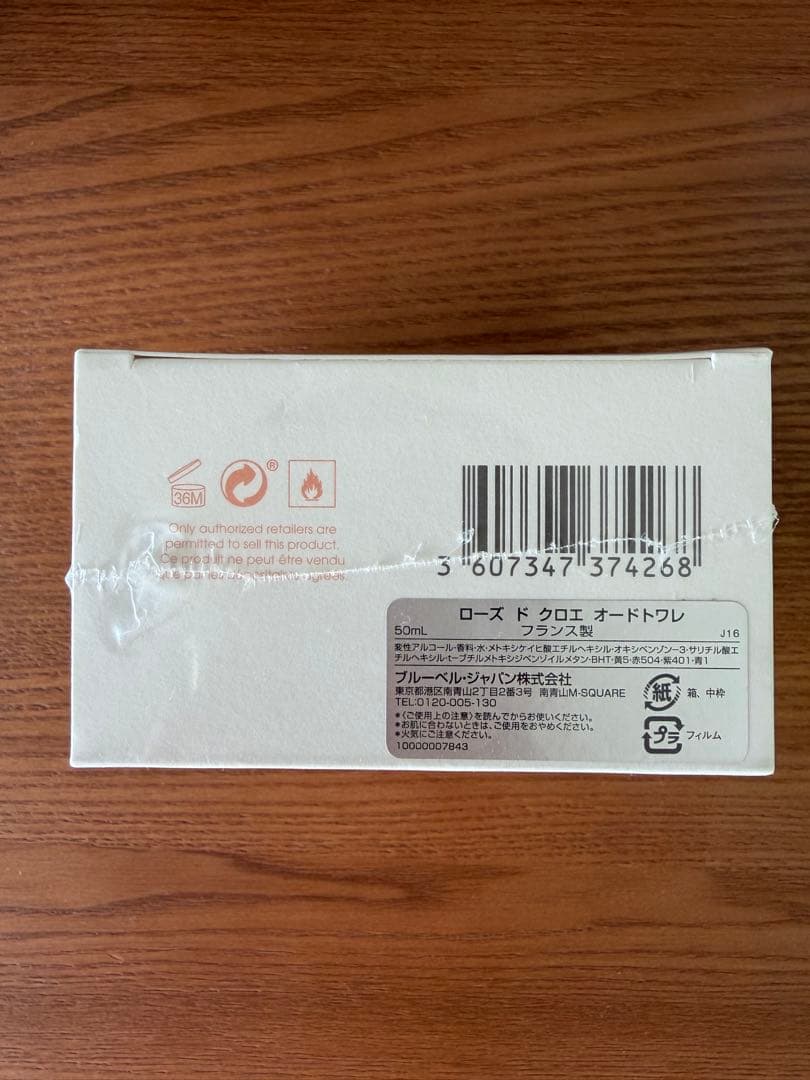 36M
®
Only authorized retailers are
permitted to sell this product.
Ce produit ne peut être vendu
que par les agréés.
3 607347 374268
ローズ ド クロエ オードトワレ
50mL フランス製 J16
変性アルコール・香料・水・メトキシケイヒ酸エチルヘキシル・オキシベンゾン-3・サリチル酸エ
チルヘキシル・t-ブチルメトキシジベンゾイルメタン・BHT・黄5・赤504・紫401・青1
ブルーベル・ジャパン株式会社
東京都港区南青山2丁目2番3号 南青山M-SQUARE
TEL:0120-005-130
*〈ご使用上の注意〉を読んでからお使いください。
*お肌に合わないときは、ご使用をおやめください。
*火気にご注意ください。
10000007843
紙 箱、中枠
プラ フィルム